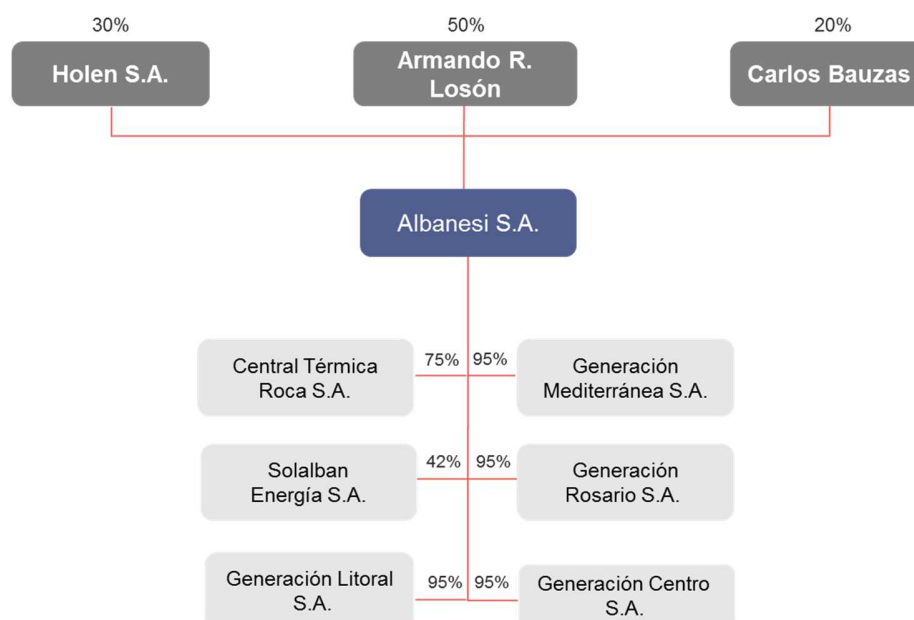 30%
50%
20%
Holen S.A.
Armando R.
Losón
Carlos Bauzas
Albanesi S.A.
Central Térmica
Roca S.A.
75%
95%
Generación
Mediterránea S.A.
Solalban
Energía S.A.
42%
95%
Generación
Rosario S.A.
Generación Litoral
S.A.
95%
95%
Generación Centro
S.A.